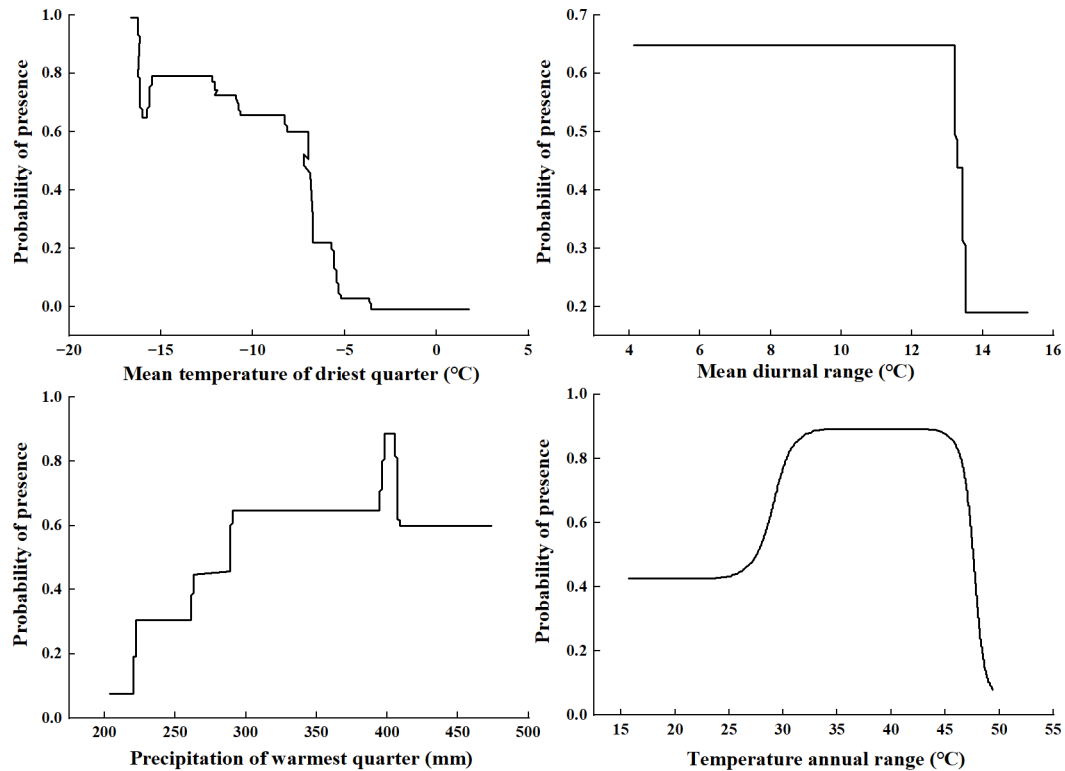 1.0
0.8
0.6
0.4
0.2
0.0
Probability of presence
−20 −15 −10 −5 0 5
Mean temperature of driest quarter (°C)
0.7
0.6
0.5
0.4
0.3
0.2
Probability of presence
4 6 8 10 12 14 16
Mean diurnal range (°C)
1.0
0.8
0.6
0.4
0.2
0.0
Probability of presence
200 250 300 350 400 450 500
Precipitation of warmest quarter (mm)
1.0
0.8
0.6
0.4
0.2
0.0
Probability of presence
15 20 25 30 35 40 45 50 55
Temperature annual range (°C)